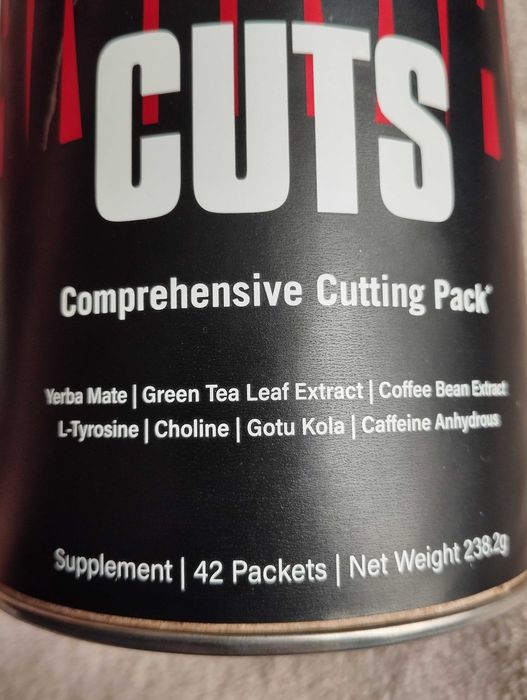 CUTS
Comprehensive Cutting Pack*
Yerba Mate | Green Tea Leaf Extract | Coffee Bean Extract
L-Tyrosine | Choline | Gotu Kola | Caffeine Anhydrous
Supplement | 42 Packets | Net Weight 238.2g